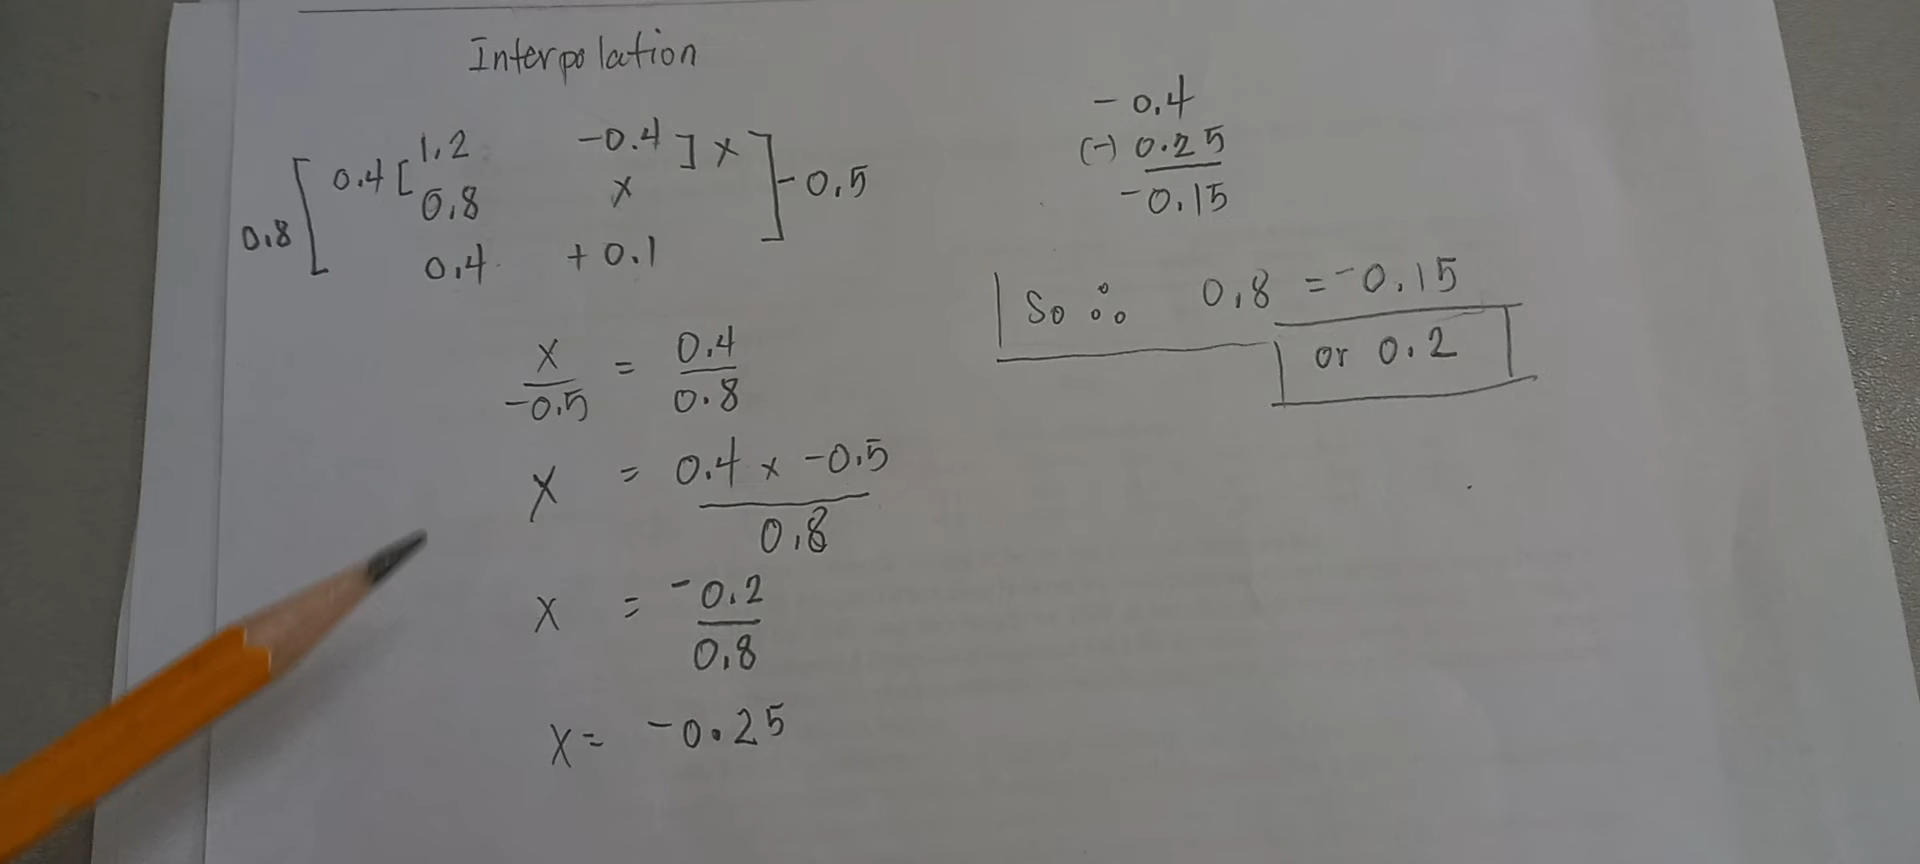 Interpolation
1.2 -0.4 ] x
0.4 [ ] -0.5
0.8 x
0.8 [
0.4 +0.1
x/-0.5 = 0.4/0.8
x = 0.4 x -0.5 / 0.8
x = -0.2/0.8
x = -0.25
-0.4
(-) 0.25
-0.15
So ∴ 0.8 = -0.15
or 0.2